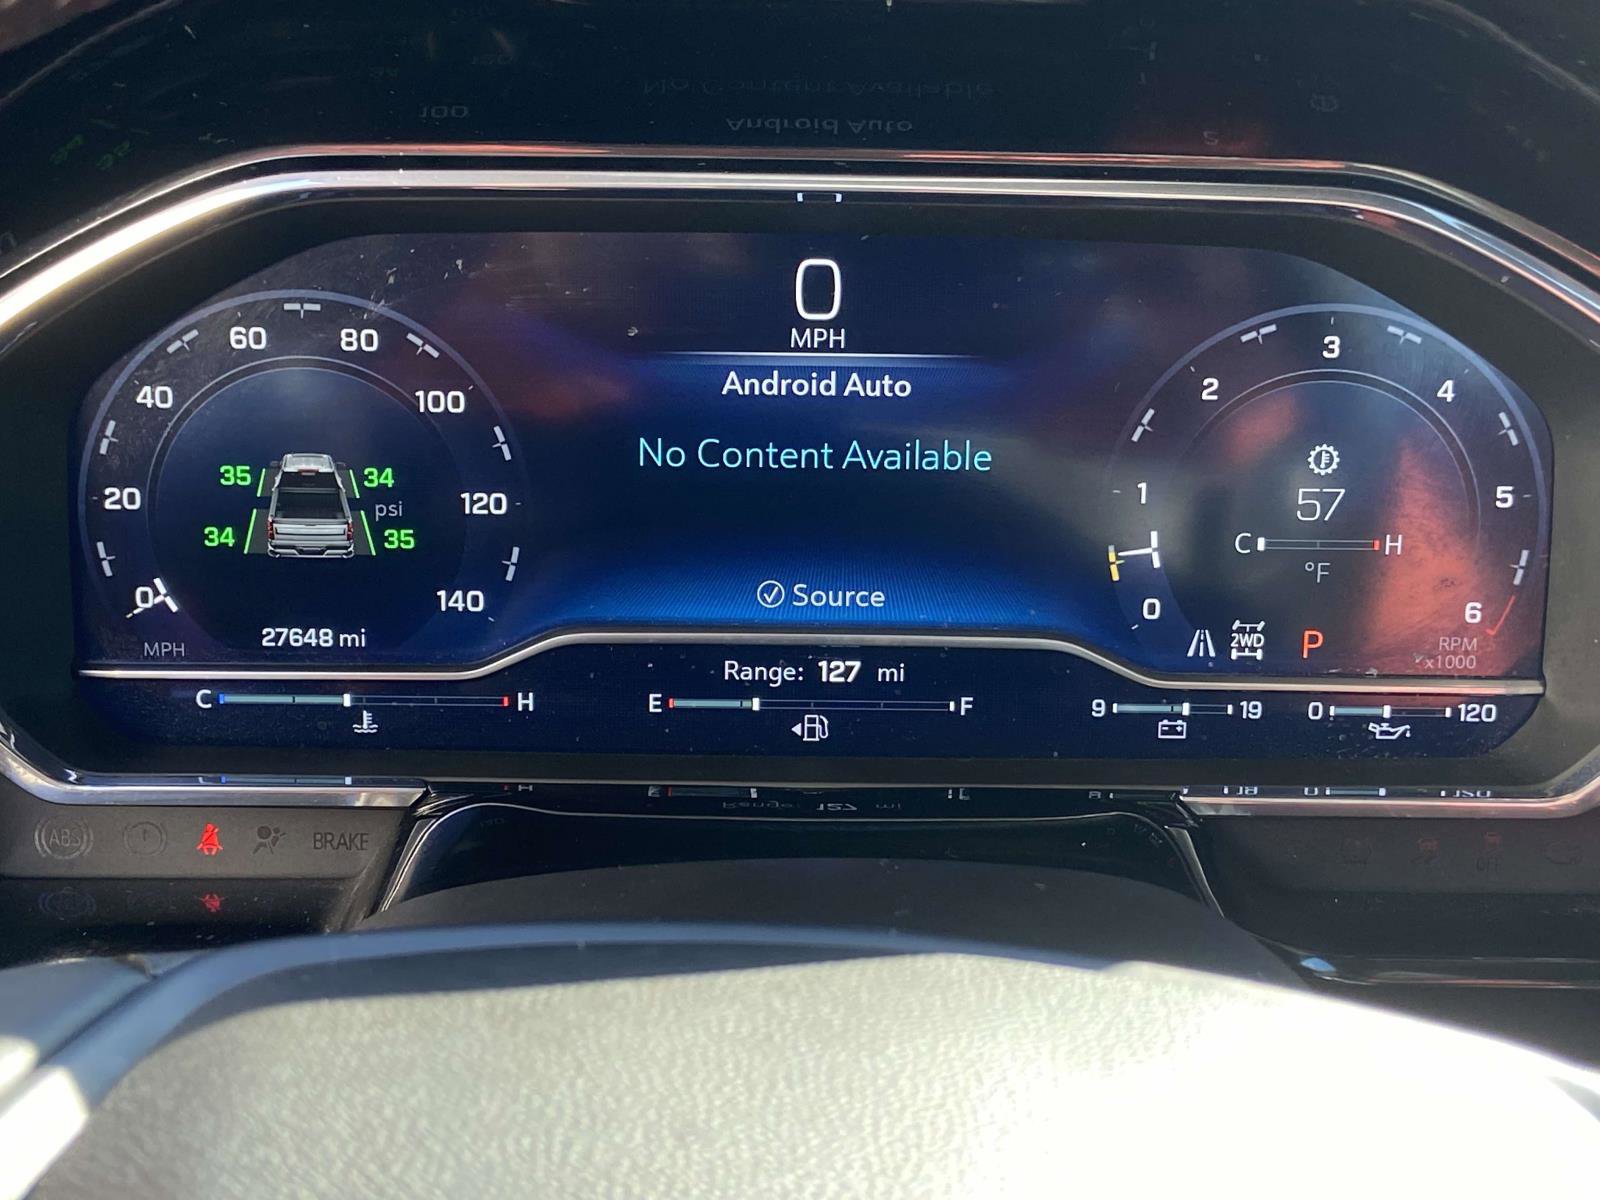 0
MPH
Android Auto
No Content Available
Source
60 80
40 100
20 120
0 140
MPH
35 34
psi
34 35
27648 mi
3
2 4
1 5
0 6
57
C H
°F
2WD P
RPM
x1000
Range: 127 mi
C H
E F
9 19
0 120
ABS BRAKE